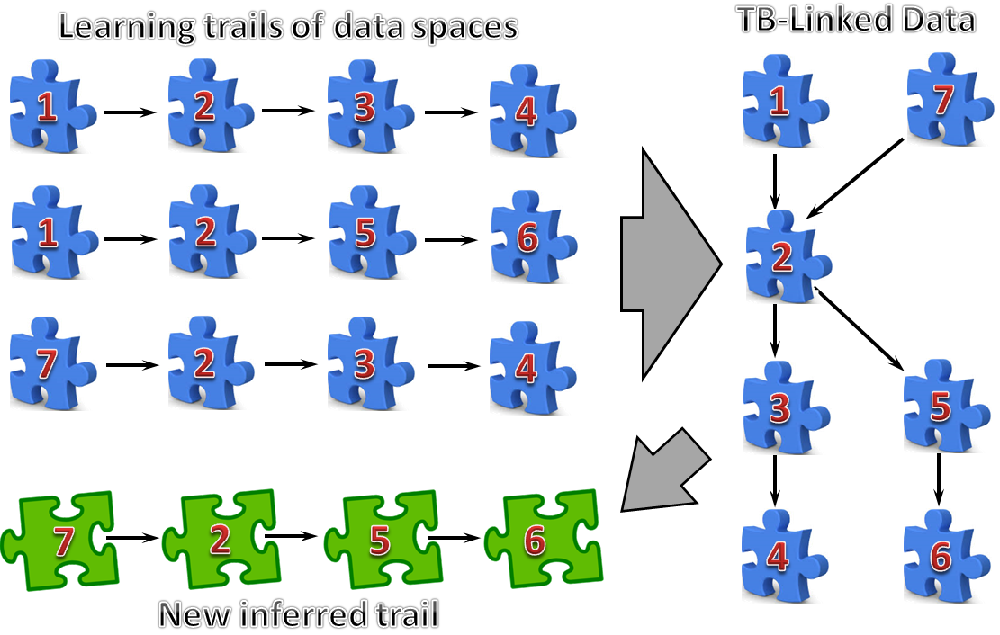 Learning trails of data spaces
1 2 3 4
1 2 5 6
7 2 3 4
7 2 5 6
New inferred trail
TB-Linked Data
1 7
2
3 5
4 6